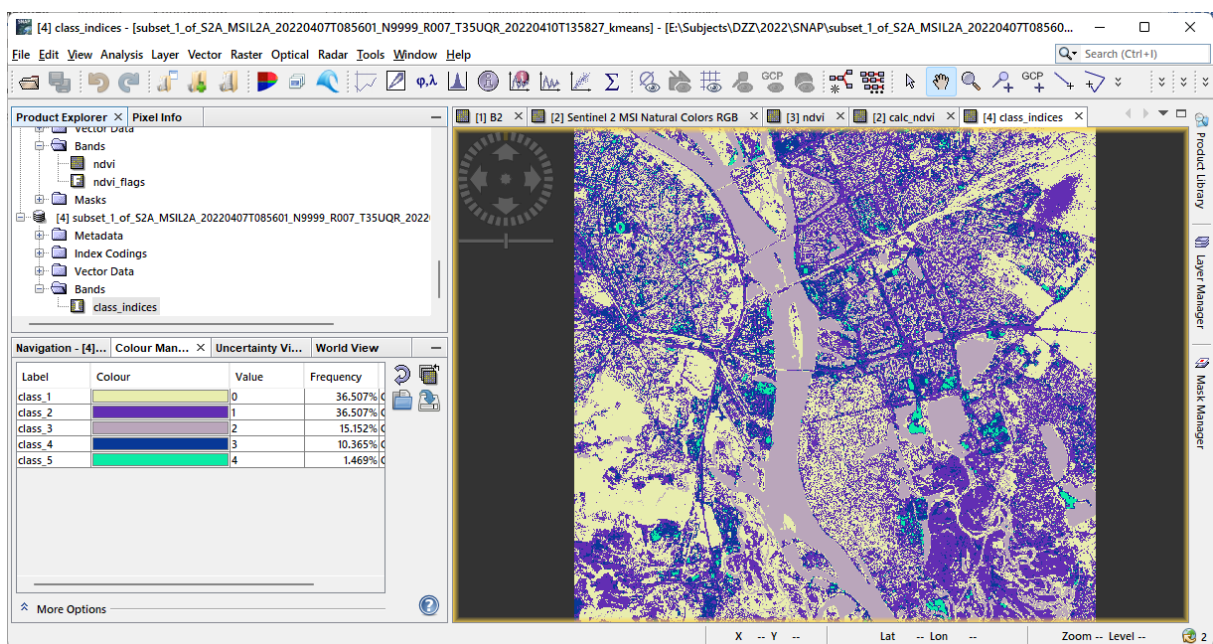 [4] class_indices - [subset_1_of_S2A_MSIL2A_20220407T085601_N9999_R007_T35UQR_20220410T135827_kmeans] - [E:\Subjects\DZZ\2022\SNAP\subset_1_of_S2A_MSIL2A_20220407T08560...
File Edit View Analysis Layer Vector Raster Optical Radar Tools Window Help
Search (Ctrl+I)
φ,λ Σ GCP GCP
Product Explorer × Pixel Info
[1] B2 × [2] Sentinel 2 MSI Natural Colors RGB × [3] ndvi × [2] calc_ndvi × [4] class_indices ×
Vector Data
Bands
ndvi
ndvi_flags
Masks
[4] subset_1_of_S2A_MSIL2A_20220407T085601_N9999_R007_T35UQR_2022
Metadata
Index Codings
Vector Data
Bands
class_indices
Navigation - [4]... Colour Man... × Uncertainty Vi... World View
Label Colour Value Frequency
class_1 0 36.507%
class_2 1 36.507%
class_3 2 15.152%
class_4 3 10.365%
class_5 4 1.469%
More Options
Product Library
Layer Manager
Mask Manager
X -- Y -- Lat -- Lon -- Zoom -- Level -- 2